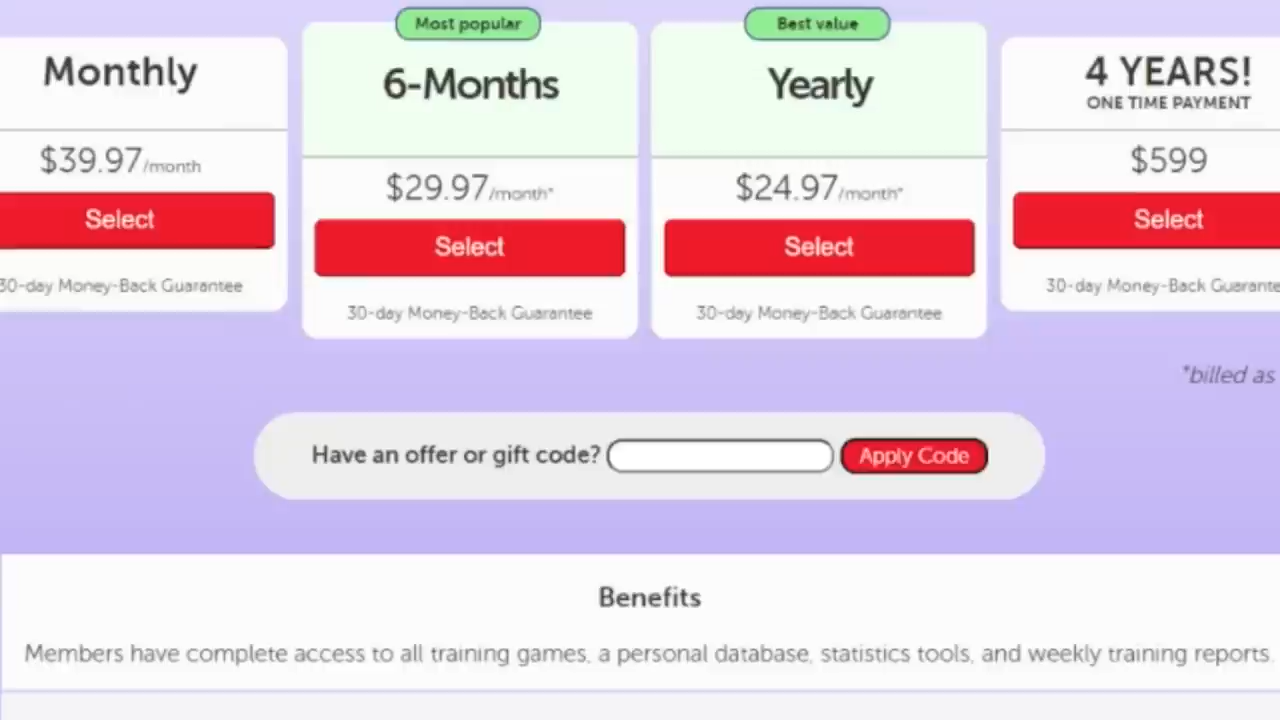 Monthly
$39.97/month
Select
30-day Money-Back Guarantee
Most popular
6-Months
$29.97/month*
Select
30-day Money-Back Guarantee
Best value
Yearly
$24.97/month*
Select
30-day Money-Back Guarantee
4 YEARS!
ONE TIME PAYMENT
$599
Select
30-day Money-Back Guarante
*billed as
Have an offer or gift code? Apply Code
Benefits
Members have complete access to all training games, a personal database, statistics tools, and weekly training reports.